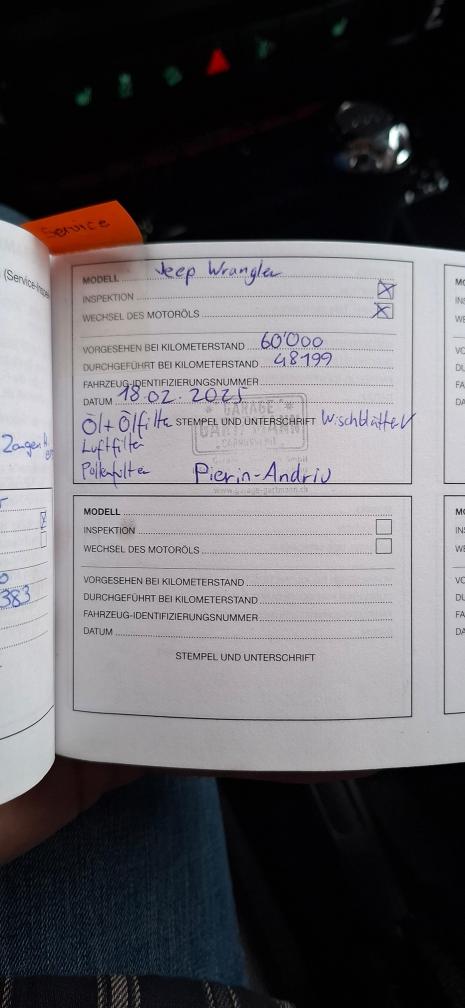 Service
(Service-Inspe
Zangen
383
MODELL Jeep Wrangler
INSPEKTION
WECHSEL DES MOTORÖLS
VORGESEHEN BEI KILOMETERSTAND 60'000
DURCHGEFÜHRT BEI KILOMETERSTAND 48199
FAHRZEUG-IDENTIFIZIERUNGSNUMMER
DATUM 18.02.2025
GARAGE
Öl + Ölfilter STEMPEL UND UNTERSCHRIFT Wischblätter
GARTMANN
Luftfilter
Pollenfilter Pierin-Andriu
www.garage-gartmann.ch
MODELL
INSPEKTION
WECHSEL DES MOTORÖLS
VORGESEHEN BEI KILOMETERSTAND
DURCHGEFÜHRT BEI KILOMETERSTAND
FAHRZEUG-IDENTIFIZIERUNGSNUMMER
DATUM
STEMPEL UND UNTERSCHRIFT